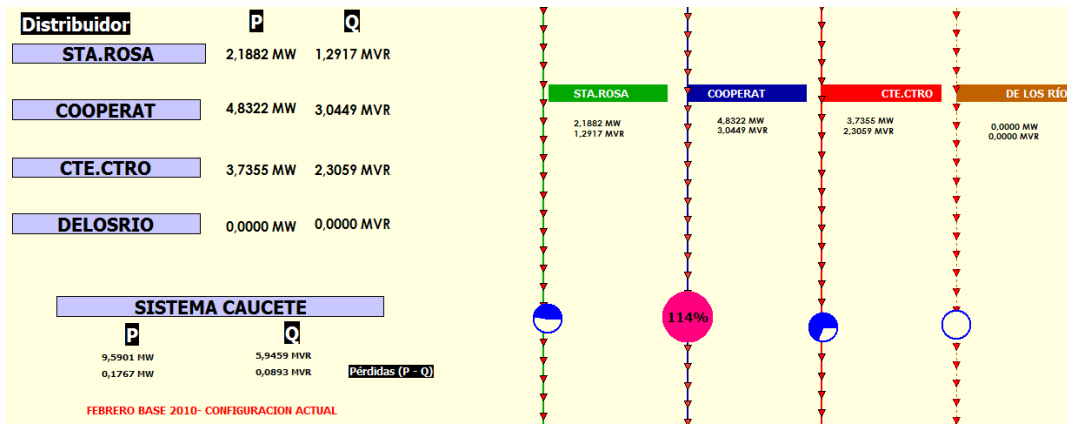 Distribuidor P Q
STA.ROSA 2,1882 MW 1,2917 MVR
COOPERAT 4,8322 MW 3,0449 MVR
CTE.CTRO 3,7355 MW 2,3059 MVR
DELOSRIO 0,0000 MW 0,0000 MVR
SISTEMA CAUCETE
P Q
9,5901 MW 5,9459 MVR
0,1767 MW 0,0893 MVR Pérdidas (P - Q)
FEBRERO BASE 2010- CONFIGURACION ACTUAL
STA.ROSA COOPERAT CTE.CTRO DE LOS RÍO
2,1882 MW 4,8322 MW 3,7355 MW 0,0000 MW
1,2917 MVR 3,0449 MVR 2,3059 MVR 0,0000 MVR
114%